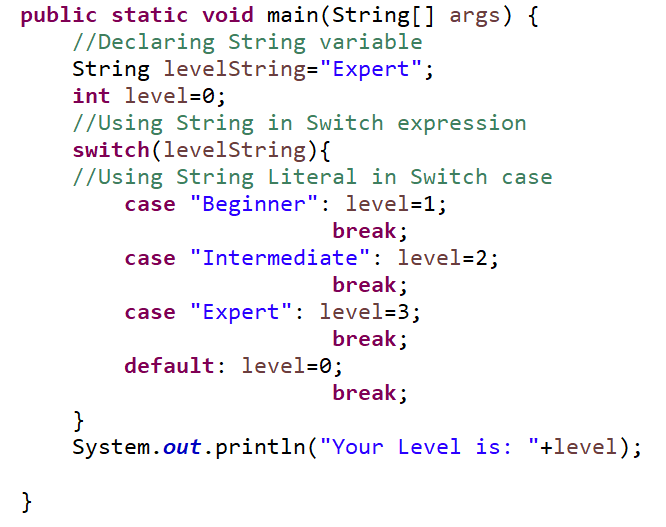 public static void main(String[] args) {
//Declaring String variable
String levelString="Expert";
int level=0;
//Using String in Switch expression
switch(levelString){
//Using String Literal in Switch case
case "Beginner": level=1;
break;
case "Intermediate": level=2;
break;
case "Expert": level=3;
break;
default: level=0;
break;
}
System.out.println("Your Level is: "+level);
}